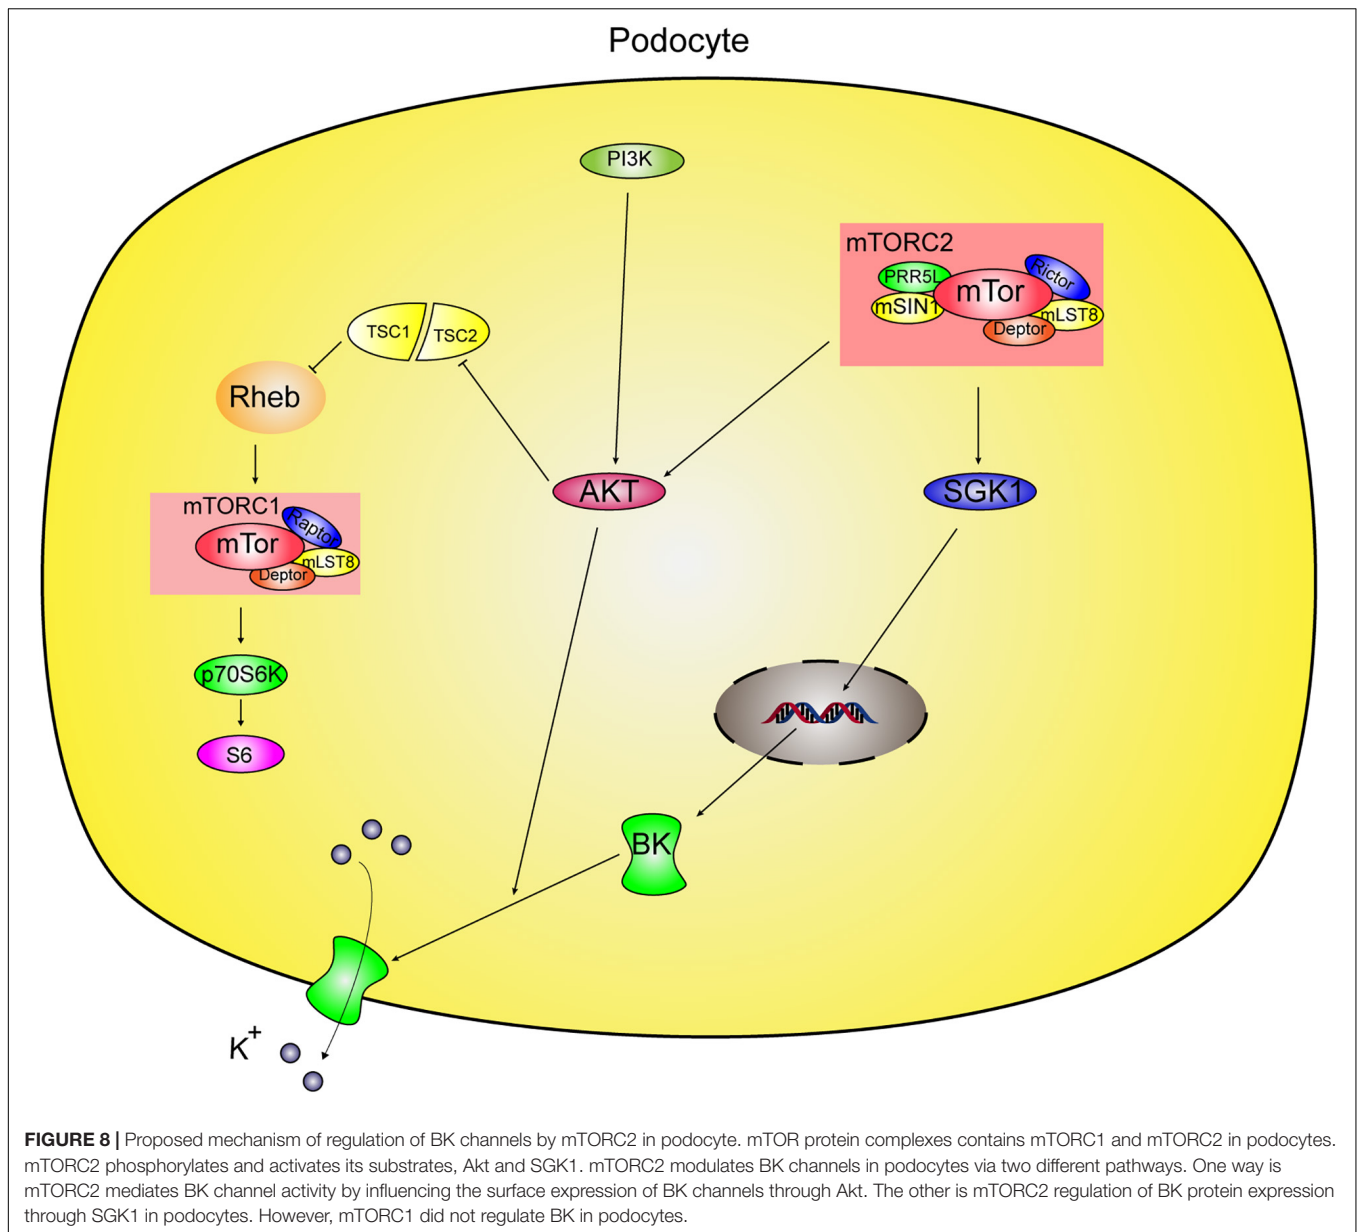 Podocyte
PI3K
mTORC2
PRR5L
Rictor
mTor
mSIN1
mLST8
Deptor
TSC1
TSC2
Rheb
AKT
SGK1
mTORC1
Raptor
mTor
mLST8
Deptor
p70S6K
S6
BK
K+
FIGURE 8 | Proposed mechanism of regulation of BK channels by mTORC2 in podocyte. mTOR protein complexes contains mTORC1 and mTORC2 in podocytes.
mTORC2 phosphorylates and activates its substrates, Akt and SGK1. mTORC2 modulates BK channels in podocytes via two different pathways. One way is
mTORC2 mediates BK channel activity by influencing the surface expression of BK channels through Akt. The other is mTORC2 regulation of BK protein expression
through SGK1 in podocytes. However, mTORC1 did not regulate BK in podocytes.